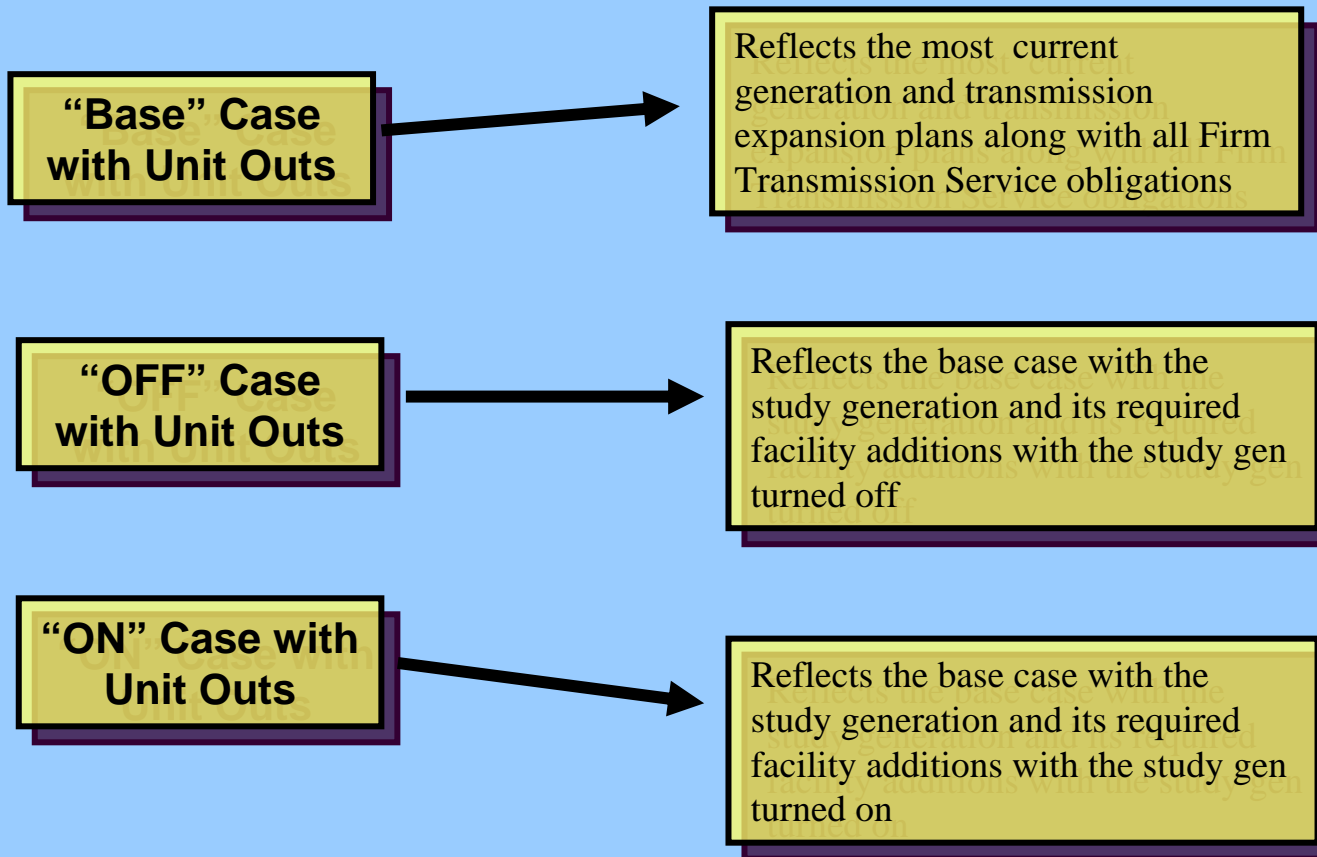 “Base” Case
with Unit Outs
Reflects the most  current
generation and transmission
expansion plans along with all Firm
Transmission Service obligations
“OFF” Case
with Unit Outs
Reflects the base case with the
study generation and its required
facility additions with the study gen
turned off
“ON” Case with
Unit Outs
Reflects the base case with the
study generation and its required
facility additions with the study gen
turned on